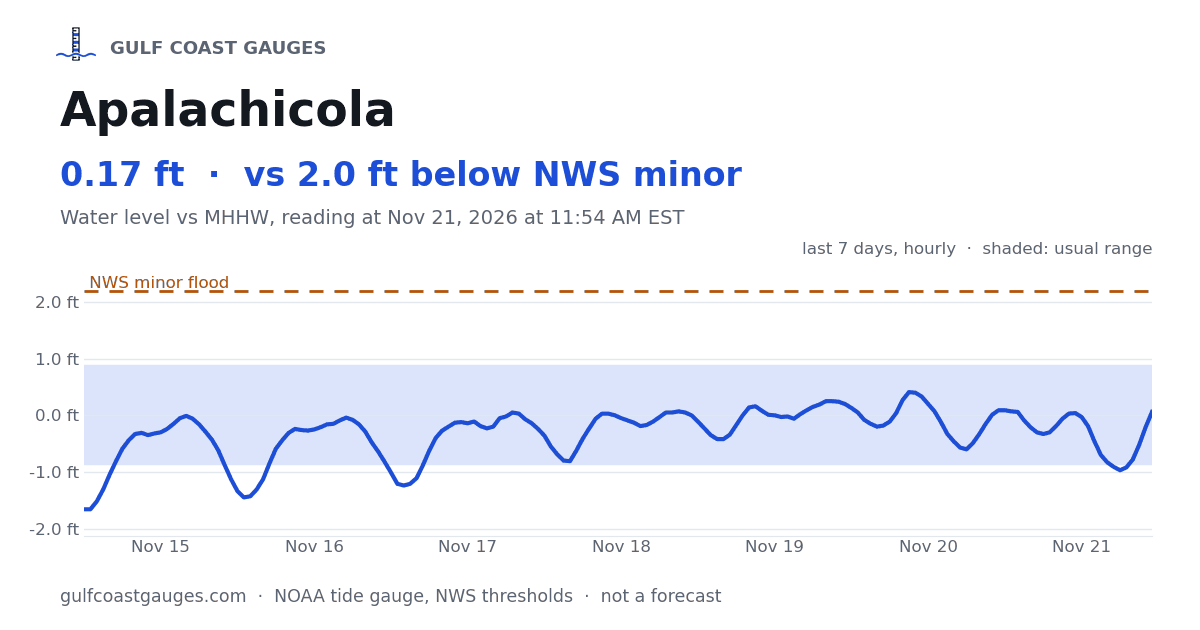 GULF COAST GAUGES
Apalachicola
0.17 ft · vs 2.0 ft below NWS minor
Water level vs MHHW, reading at Nov 21, 2026 at 11:54 AM EST
last 7 days, hourly · shaded: usual range
NWS minor flood
2.0 ft
1.0 ft
0.0 ft
-1.0 ft
-2.0 ft
Nov 15 Nov 16 Nov 17 Nov 18 Nov 19 Nov 20 Nov 21
gulfcoastgauges.com · NOAA tide gauge, NWS thresholds · not a forecast